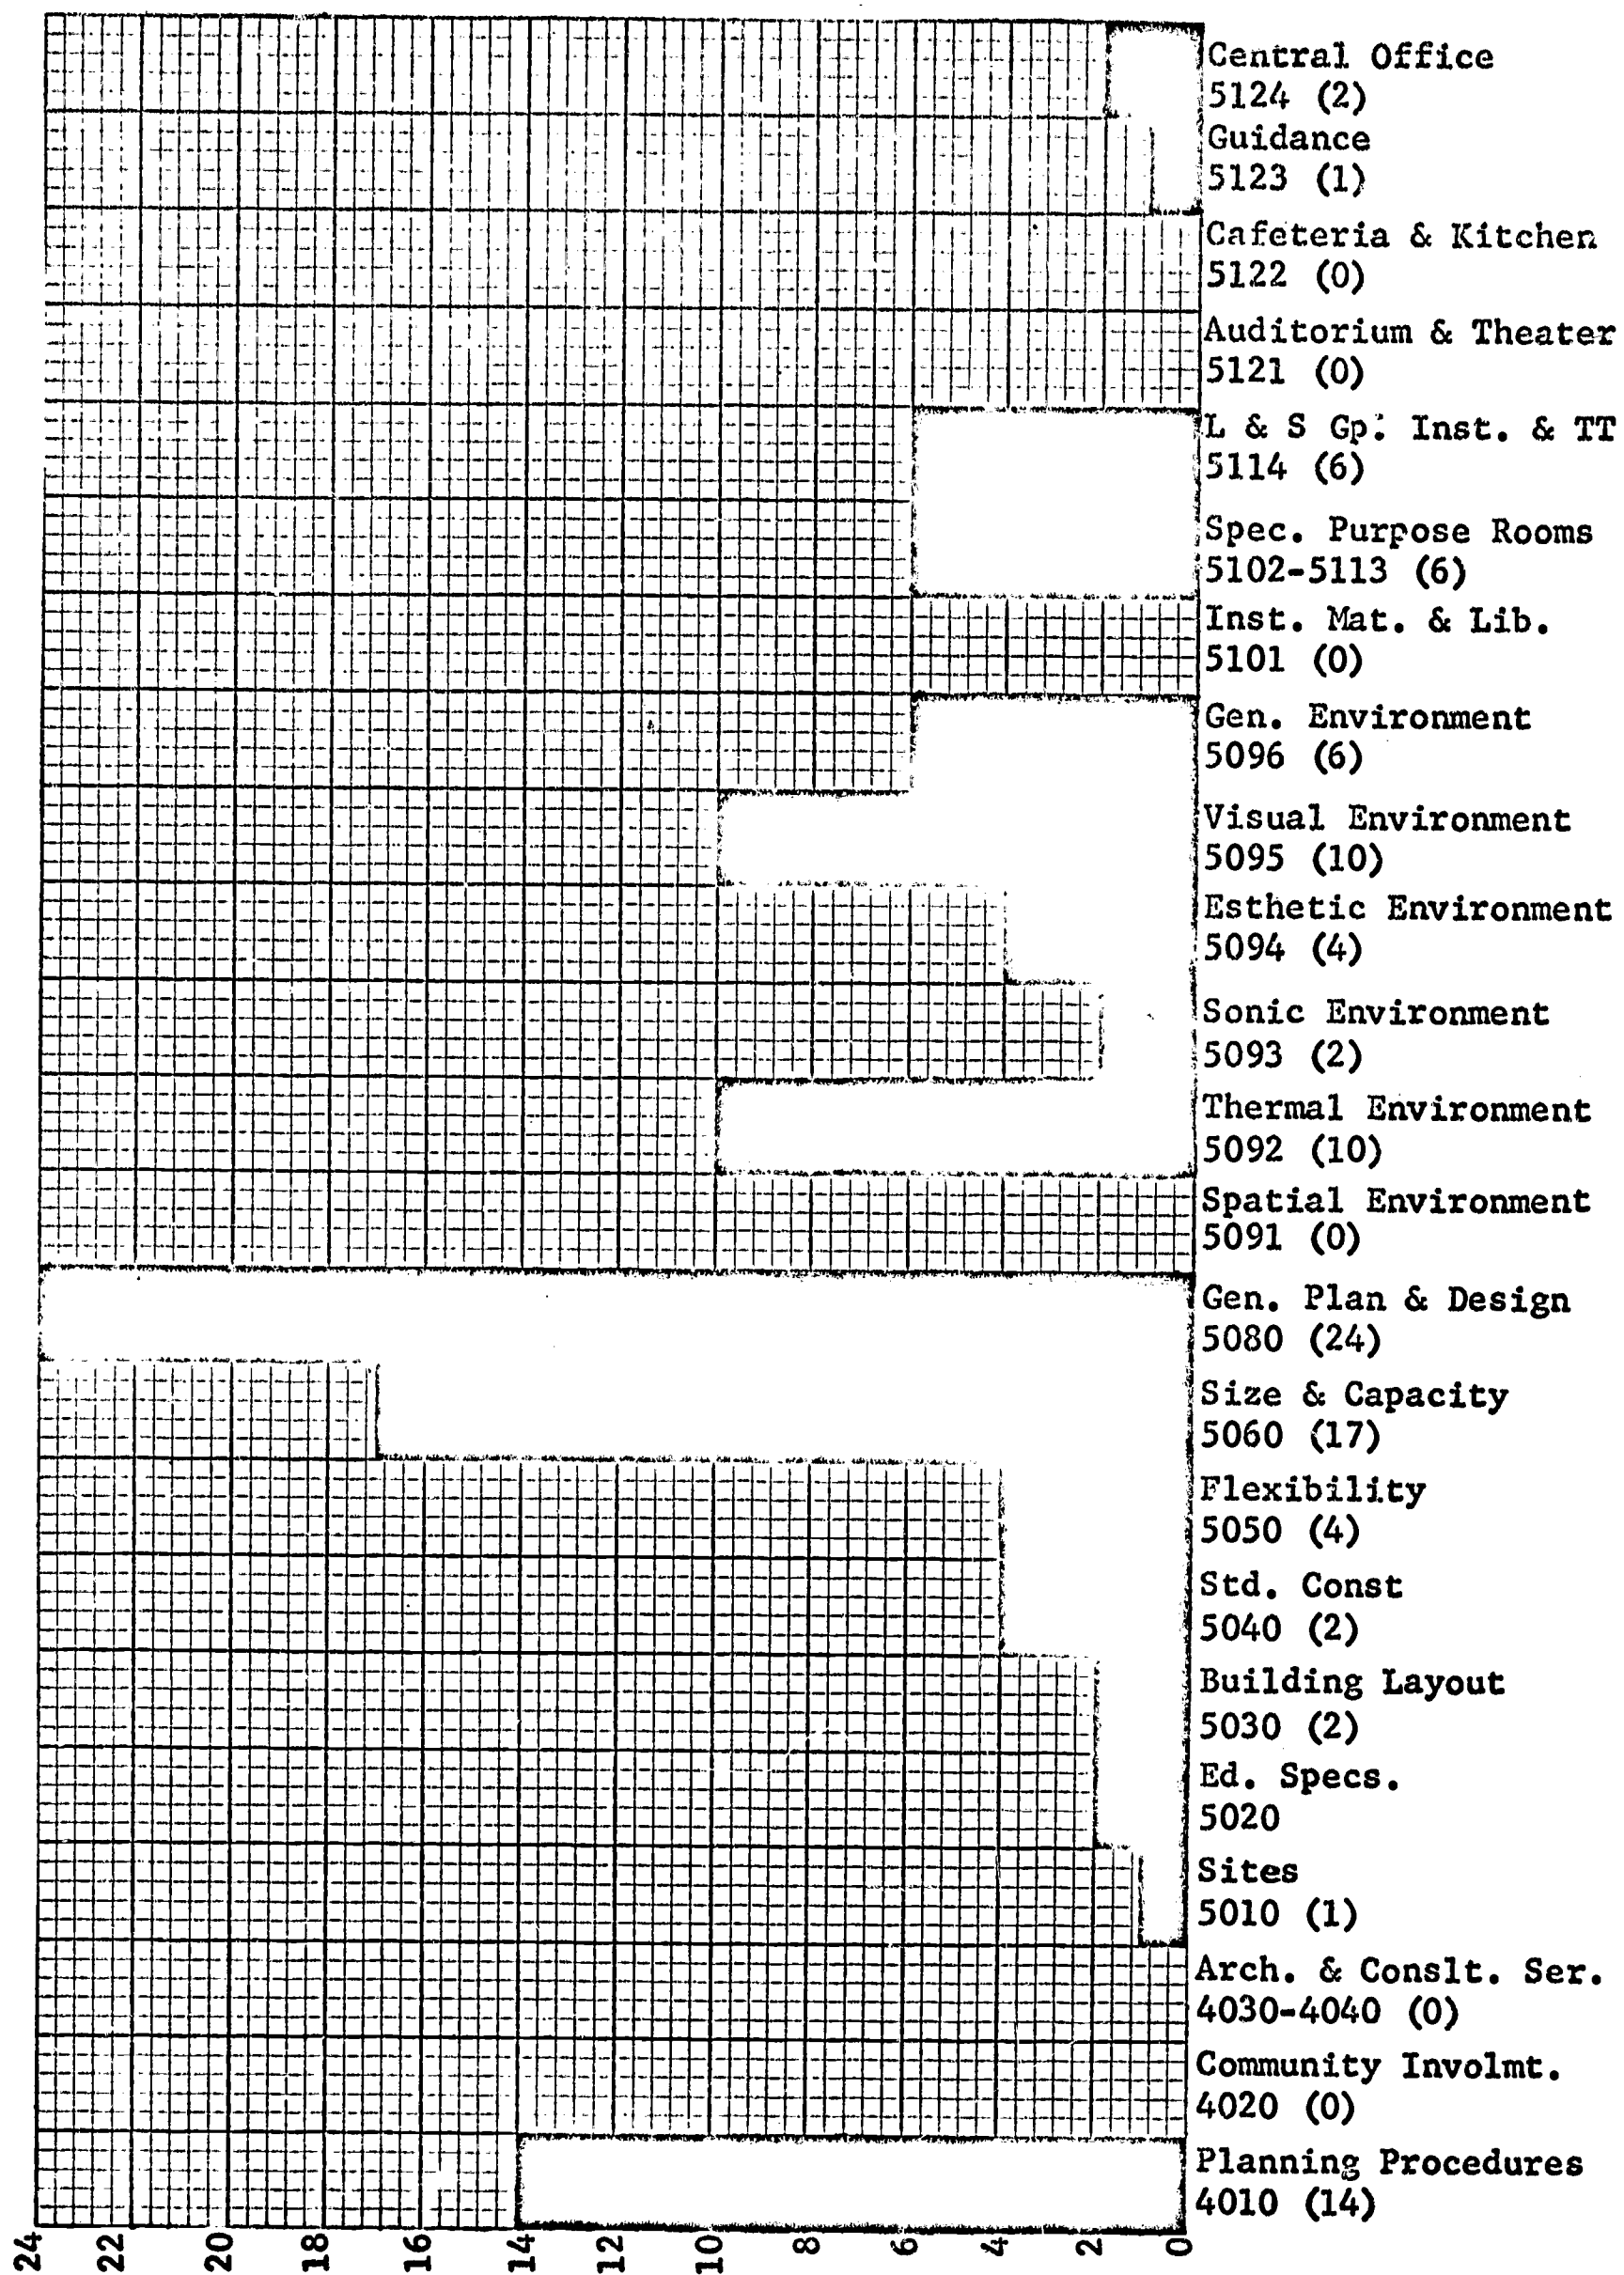 Central Office
5124 (2)
Guidance
5123 (1)
Cafeteria & Kitchen
5122 (0)
Auditorium & Theater
5121 (0)
L & S Gp. Inst. & TT
5114 (6)
Spec. Purpose Rooms
5102-5113 (6)
Inst. Mat. & Lib.
5101 (0)
Gen. Environment
5096 (6)
Visual Environment
5095 (10)
Esthetic Environment
5094 (4)
Sonic Environment
5093 (2)
Thermal Environment
5092 (10)
Spatial Environment
5091 (0)
Gen. Plan & Design
5080 (24)
Size & Capacity
5060 (17)
Flexibility
5050 (4)
Std. Const
5040 (2)
Building Layout
5030 (2)
Ed. Specs.
5020
Sites
5010 (1)
Arch. & Conslt. Ser.
4030-4040 (0)
Community Involmt.
4020 (0)
Planning Procedures
4010 (14)
24 22 20 18 16 14 12 10 8 6 4 2 0